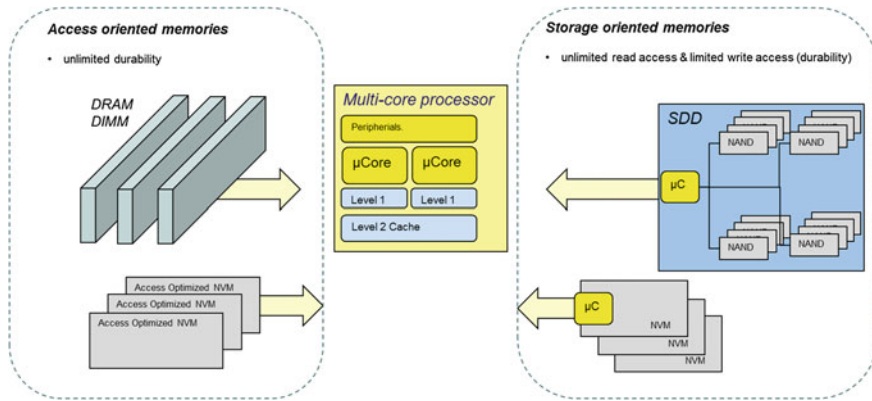 Access oriented memories
• unlimited durability
DRAM
DIMM
Access Optimized NVM
Access Optimized NVM
Access Optimized NVM
Multi-core processor
Peripherials.
µCore µCore
Level 1 Level 1
Level 2 Cache
Storage oriented memories
• unlimited read access & limited write access (durability)
SDD
NAND NAND
µC
NAND NAND
µC
NVM
NVM
NVM